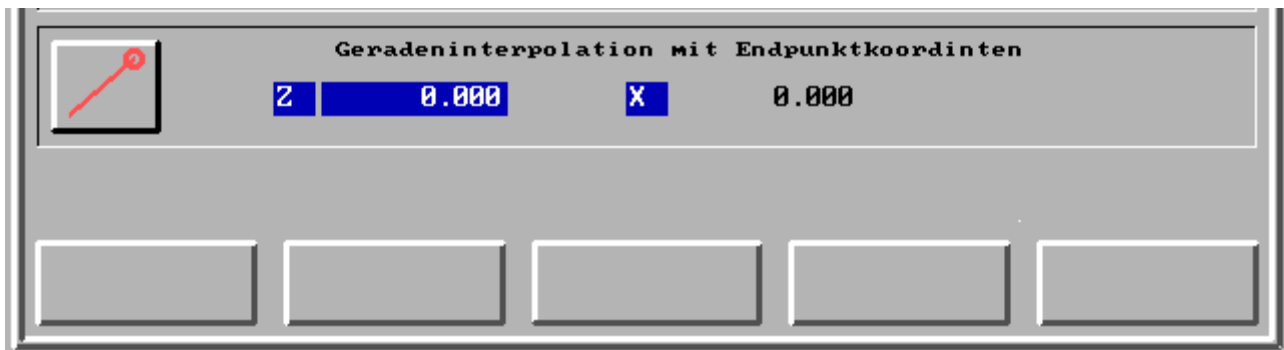 Geradeninterpolation mit Endpunktkoordinten
Z 0.000 X 0.000